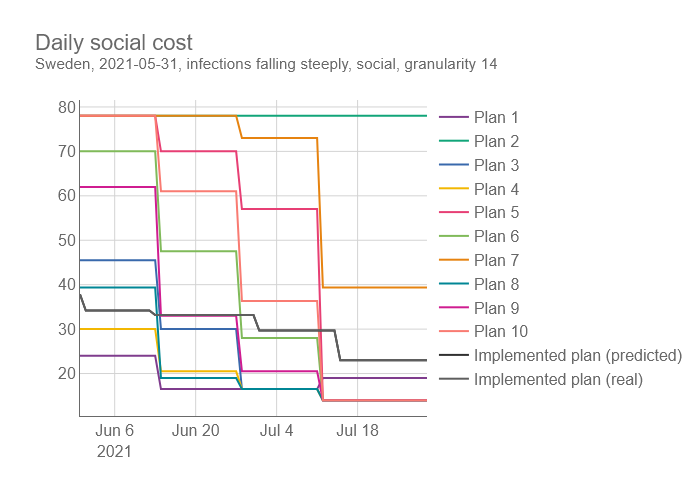 Daily social cost
Sweden, 2021-05-31, infections falling steeply, social, granularity 14
80
70
60
50
40
30
20
Jun 6
2021
Jun 20
Jul 4
Jul 18
Plan 1
Plan 2
Plan 3
Plan 4
Plan 5
Plan 6
Plan 7
Plan 8
Plan 9
Plan 10
Implemented plan (predicted)
Implemented plan (real)